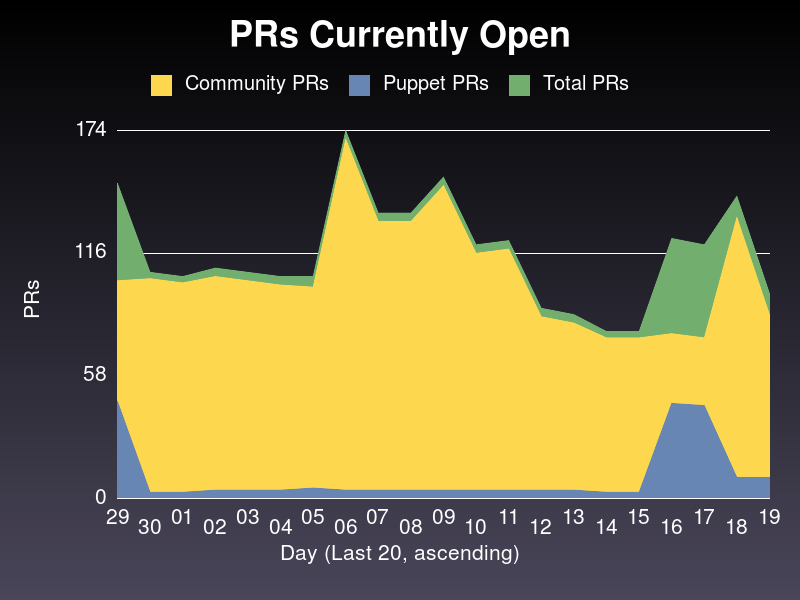 PRs Currently Open
Community PRs Puppet PRs Total PRs
174
116
58
0
PRs
29 30 01 02 03 04 05 06 07 08 09 10 11 12 13 14 15 16 17 18 19
Day (Last 20, ascending)